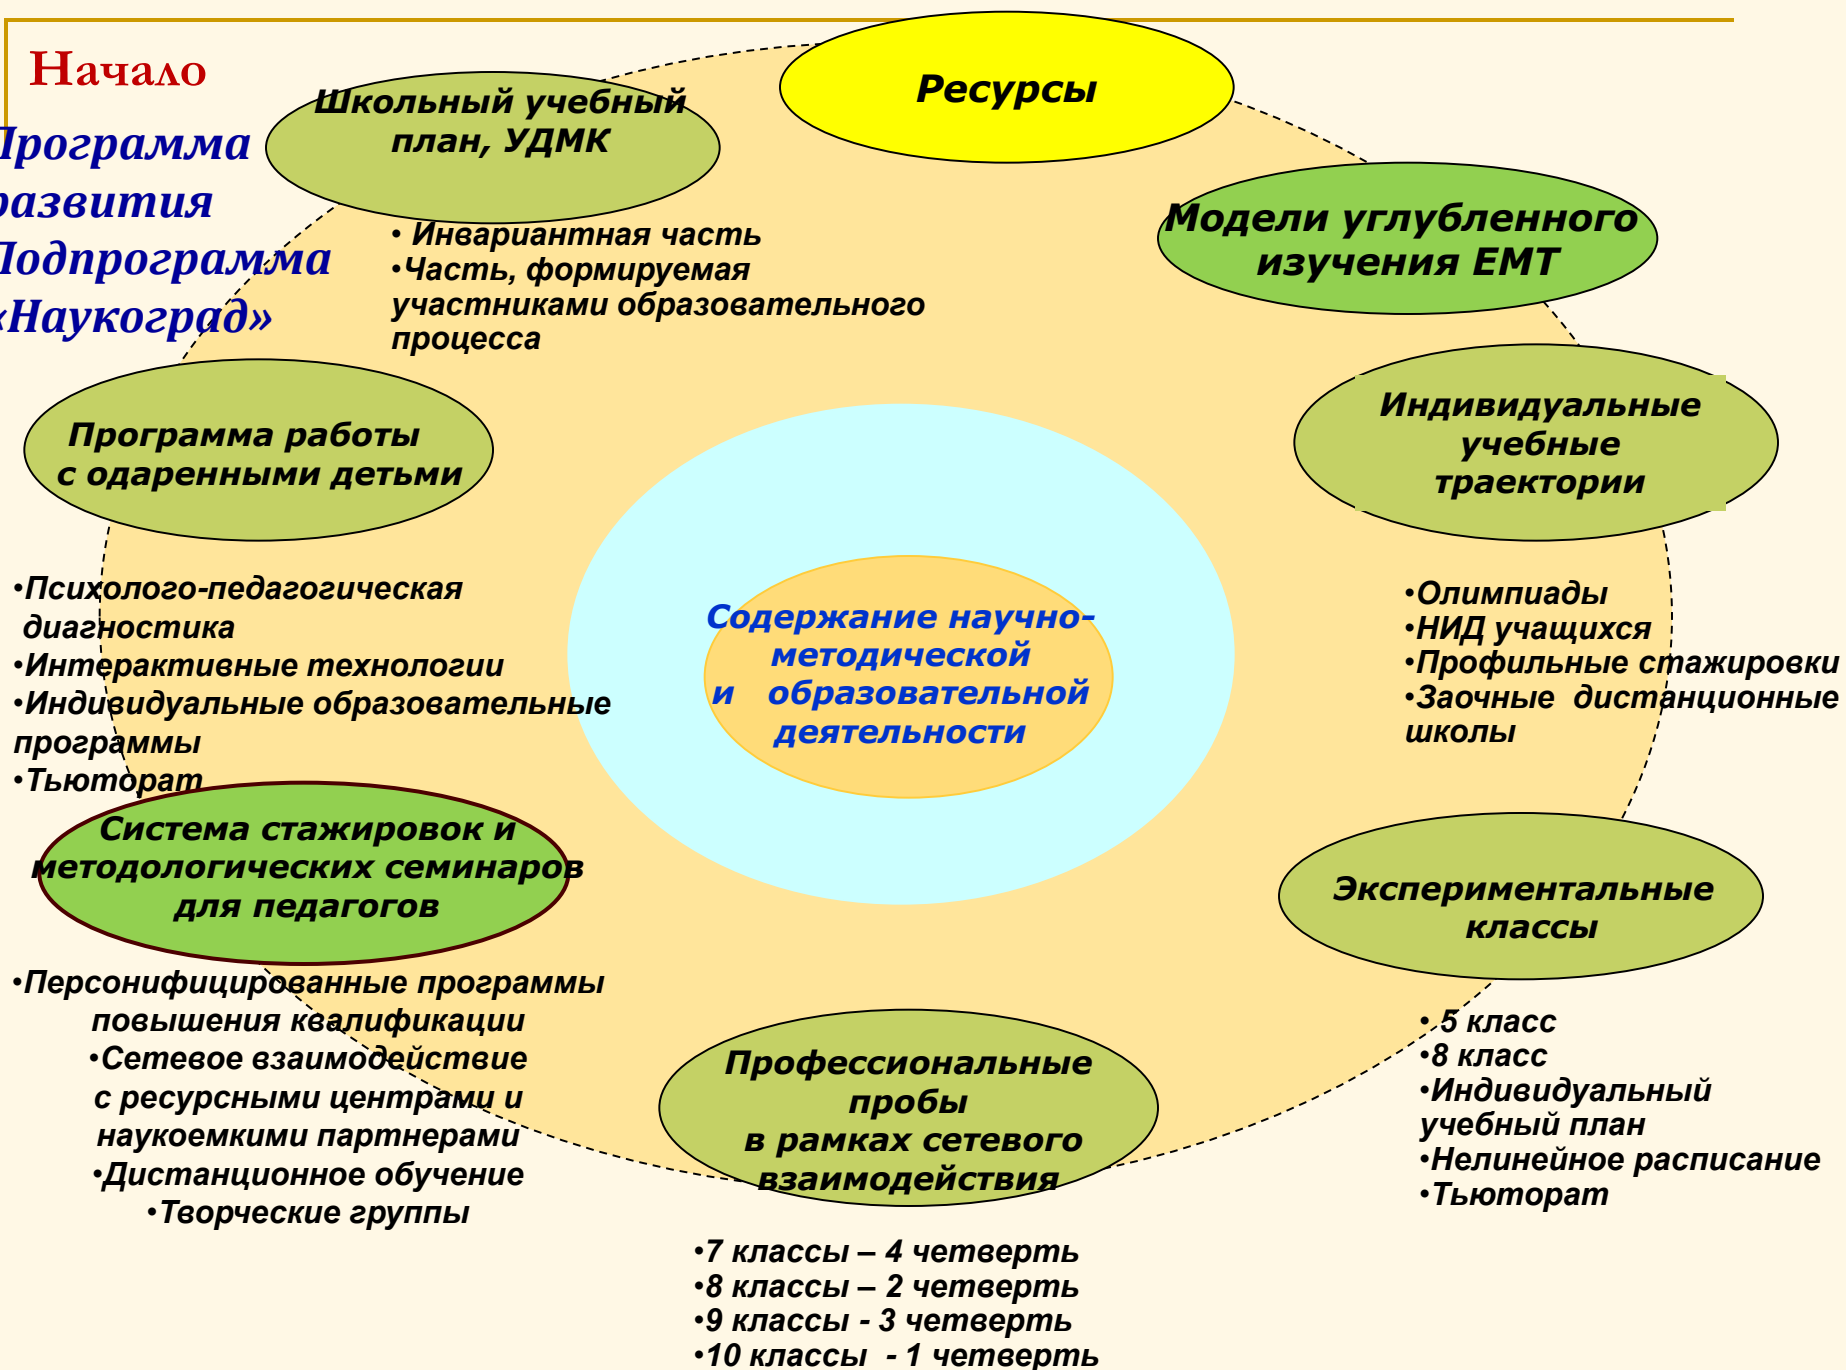 Начало
Программа
развития
Подпрограмма
«Наукоград»
Школьный учебный
план, УДМК
• Инвариантная часть
•Часть, формируемая
участниками образовательного
процесса
Ресурсы
Модели углубленного
изучения ЕМТ
Индивидуальные
учебные
траектории
•Олимпиады
•НИД учащихся
•Профильные стажировки
•Заочные дистанционные
школы
Программа работы
с одаренными детьми
•Психолого-педагогическая
диагностика
•Интерактивные технологии
•Индивидуальные образовательные
программы
•Тьюторат
Содержание научно-
методической
и образовательной
деятельности
Система стажировок и
методологических семинаров
для педагогов
•Персонифицированные программы
повышения квалификации
•Сетевое взаимодействие
с ресурсными центрами и
наукоемкими партнерами
•Дистанционное обучение
•Творческие группы
Экспериментальные
классы
• 5 класс
•8 класс
•Индивидуальный
учебный план
•Нелинейное расписание
•Тьюторат
Профессиональные
пробы
в рамках сетевого
взаимодействия
•7 классы – 4 четверть
•8 классы – 2 четверть
•9 классы - 3 четверть
•10 классы - 1 четверть